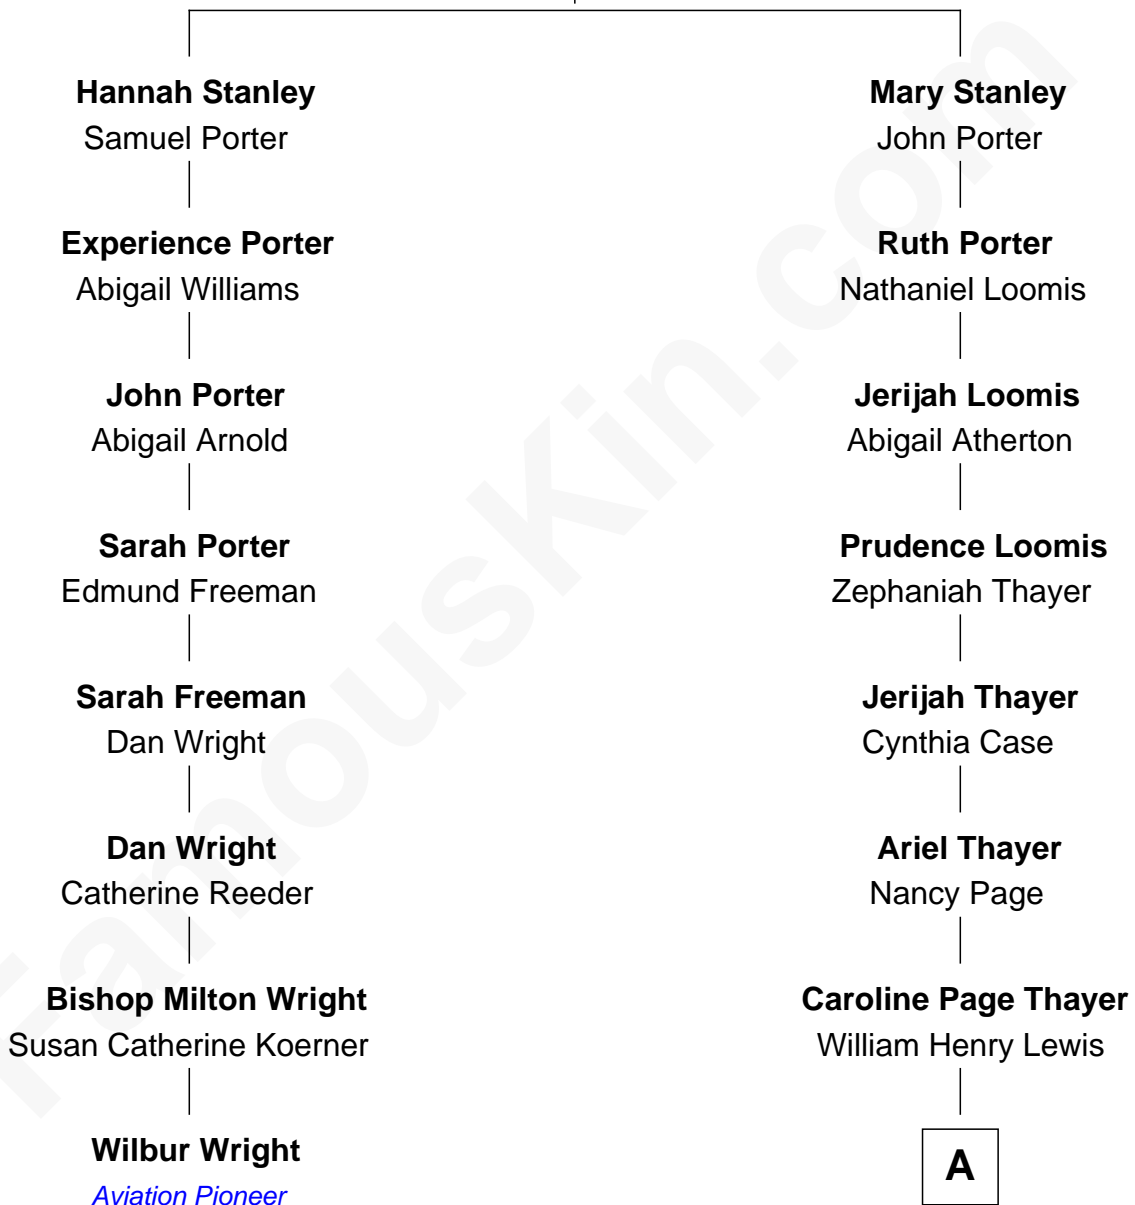 Hannah Stanley
Samuel Porter
Mary Stanley
John Porter
Experience Porter
Abigail Williams
Ruth Porter
Nathaniel Loomis
John Porter
Abigail Arnold
Jerijah Loomis
Abigail Atherton
Sarah Porter
Edmund Freeman
Prudence Loomis
Zephaniah Thayer
Sarah Freeman
Dan Wright
Jerijah Thayer
Cynthia Case
Dan Wright
Catherine Reeder
Ariel Thayer
Nancy Page
Bishop Milton Wright
Susan Catherine Koerner
Caroline Page Thayer
William Henry Lewis
Wilbur Wright
Aviation Pioneer
A
FamousKin.com